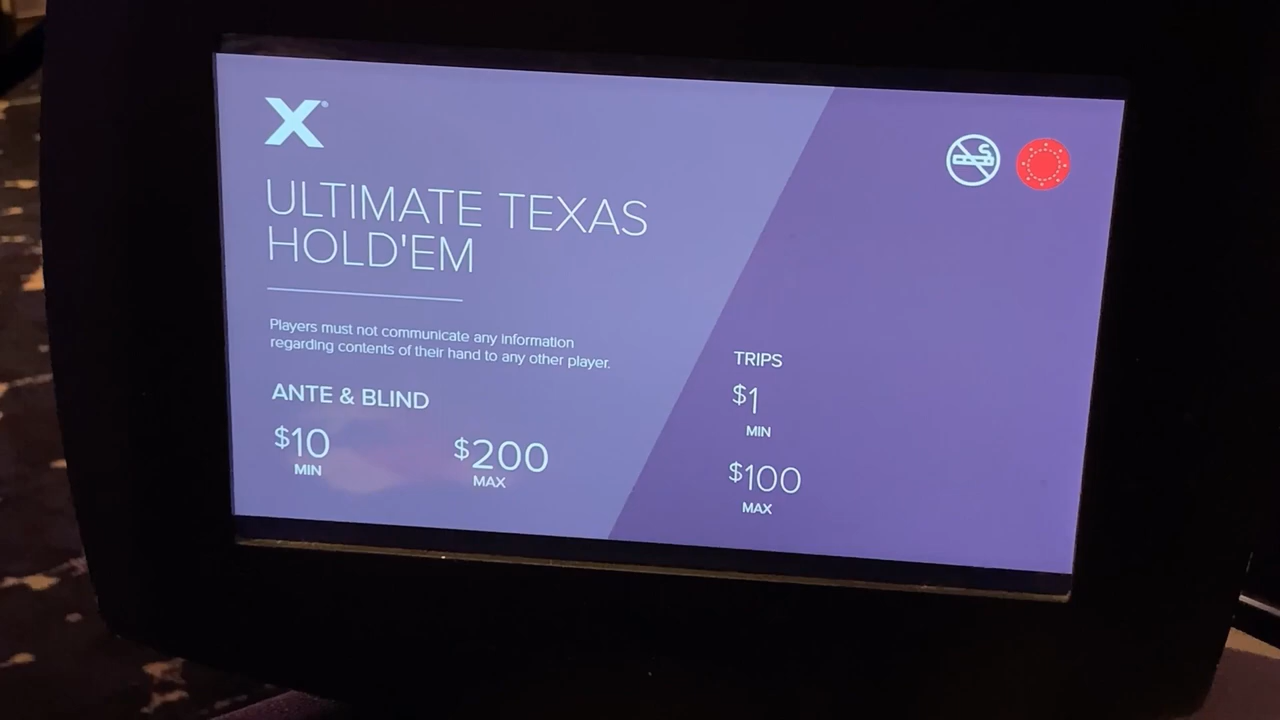 X®
ULTIMATE TEXAS
HOLD'EM
Players must not communicate any information
regarding contents of their hand to any other player.
ANTE & BLIND
$10
MIN
$200
MAX
TRIPS
$1
MIN
$100
MAX